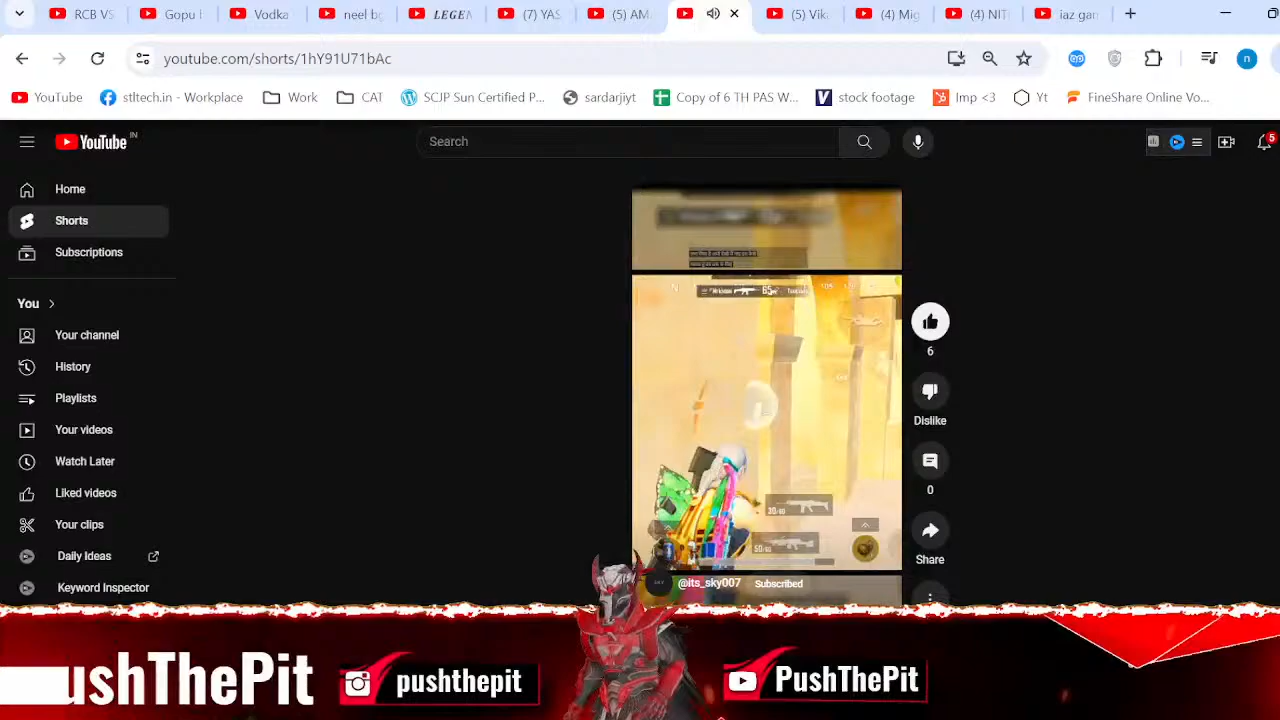 RCB VS
Gopu
Vodka
neel bg
LEGEN
(7) YAS
(5) AM
(5) Vika
(4) Mig
(4) NIT
iaz gar
youtube.com/shorts/1hY91U71bAc
YouTube
stltech.in - Workplace
Work
CAT
SCJP Sun Certified P...
sardarjiyt
Copy of 6 TH PAS W...
stock footage
Imp <3
Yt
FineShare Online Vo...
YouTube IN
Search
5
Home
Shorts
Subscriptions
You
Your channel
History
Playlists
Your videos
Watch Later
Liked videos
Your clips
Daily Ideas
Keyword Inspector
6
Dislike
0
Share
@its_sky007 Subscribed
ushThePit
pushthepit
PushThePit